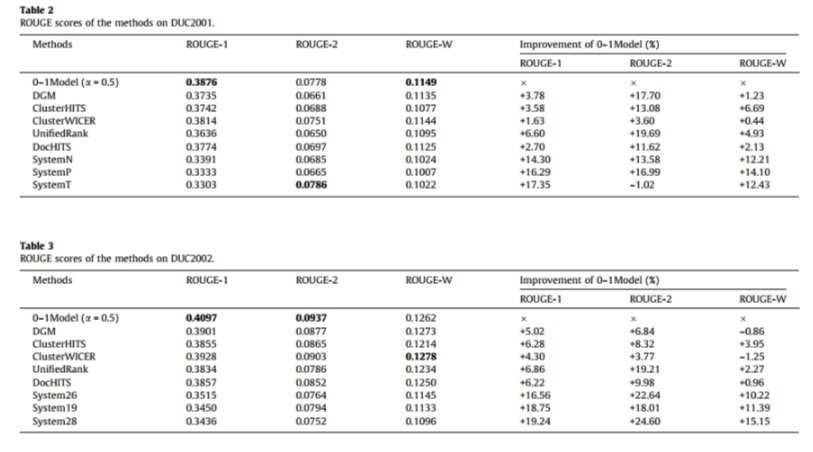 Table 2
ROUGE scores of the methods on DUC2001.
Methods ROUGE-1 ROUGE-2 ROUGE-W Improvement of 0–1Model (%)
ROUGE-1 ROUGE-2 ROUGE-W
0–1Model (α = 0.5) 0.3876 0.0778 0.1149 × × ×
DGM 0.3735 0.0661 0.1135 +3.78 +17.70 +1.23
ClusterHITS 0.3742 0.0688 0.1077 +3.58 +13.08 +6.69
ClusterWICER 0.3814 0.0751 0.1144 +1.63 +3.60 +0.44
UnifiedRank 0.3636 0.0650 0.1095 +6.60 +19.69 +4.93
DocHITS 0.3774 0.0697 0.1125 +2.70 +11.62 +2.13
SystemN 0.3391 0.0685 0.1024 +14.30 +13.58 +12.21
SystemP 0.3333 0.0665 0.1007 +16.29 +16.99 +14.10
SystemT 0.3303 0.0786 0.1022 +17.35 −1.02 +12.43
Table 3
ROUGE scores of the methods on DUC2002.
Methods ROUGE-1 ROUGE-2 ROUGE-W Improvement of 0–1Model (%)
ROUGE-1 ROUGE-2 ROUGE-W
0–1Model (α = 0.5) 0.4097 0.0937 0.1262 × × ×
DGM 0.3901 0.0877 0.1273 +5.02 +6.84 −0.86
ClusterHITS 0.3855 0.0865 0.1214 +6.28 +8.32 +3.95
ClusterWICER 0.3928 0.0903 0.1278 +4.30 +3.77 −1.25
UnifiedRank 0.3834 0.0786 0.1234 +6.86 +19.21 +2.27
DocHITS 0.3857 0.0852 0.1250 +6.22 +9.98 +0.96
System26 0.3515 0.0764 0.1145 +16.56 +22.64 +10.22
System19 0.3450 0.0794 0.1133 +18.75 +18.01 +11.39
System28 0.3436 0.0752 0.1096 +19.24 +24.60 +15.15